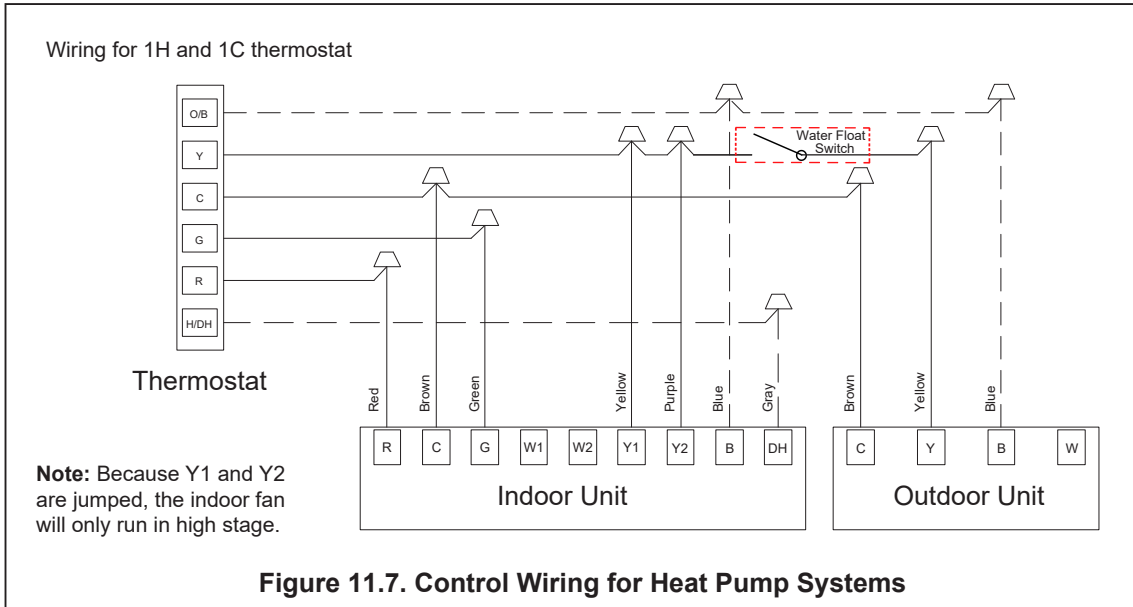 Wiring for 1H and 1C thermostat
O/B
Y
C
G
R
H/DH
Thermostat
Water Float
Switch
Red
Brown
Green
Yellow
Purple
Blue
Gray
Brown
Yellow
Blue
R
C
G
W1
W2
Y1
Y2
B
DH
Indoor Unit
C
Y
B
W
Outdoor Unit
Note: Because Y1 and Y2
are jumped, the indoor fan
will only run in high stage.
Figure 11.7. Control Wiring for Heat Pump Systems